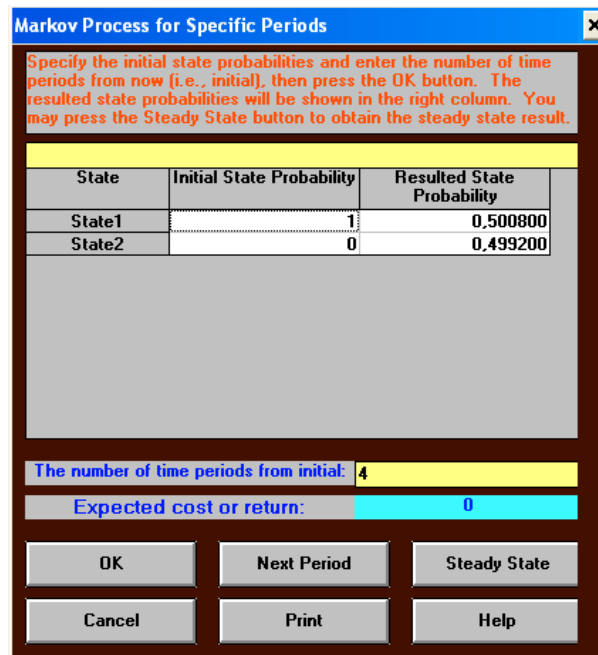 Markov Process for Specific Periods
Specify the initial state probabilities and enter the number of time
periods from now (i.e., initial), then press the OK button. The
resulted state probabilities will be shown in the right column. You
may press the Steady State button to obtain the steady state result.
State Initial State Probability Resulted State
Probability
State1 1 0,500800
State2 0 0,499200
The number of time periods from initial: 4
Expected cost or return: 0
OK Next Period Steady State
Cancel Print Help